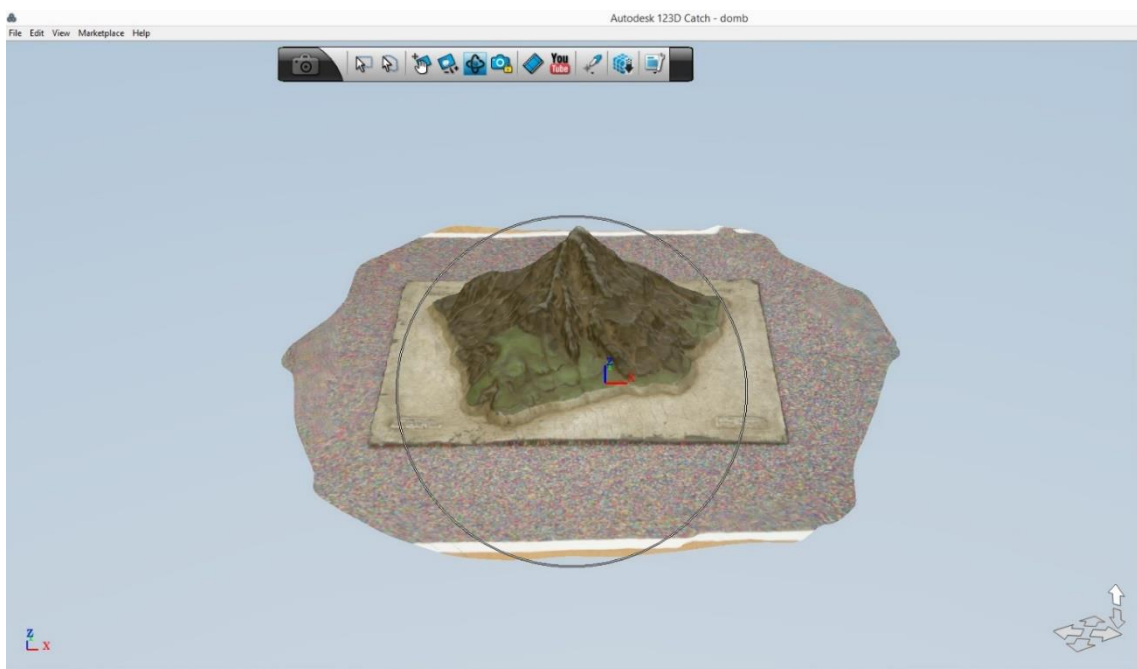 Autodesk 123D Catch - domb
File Edit View Marketplace Help
You
Tube
Z
X
Z
X